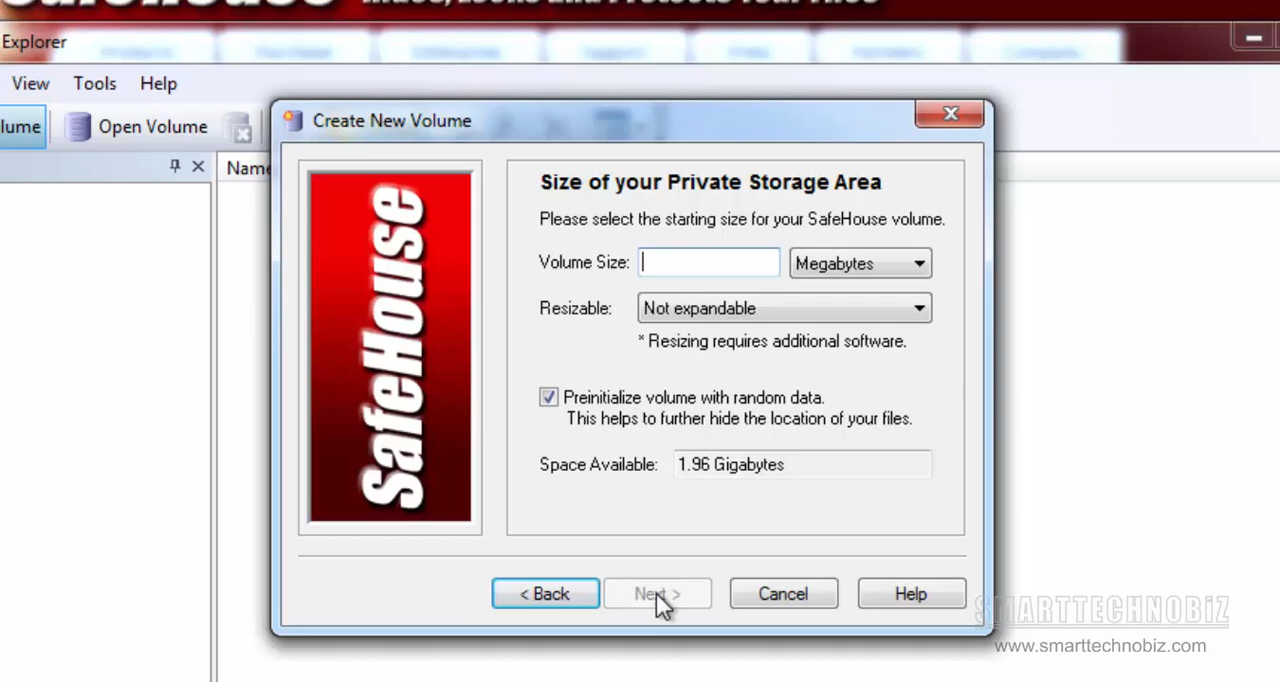 SafeHouse
Explorer
View Tools Help
lume Open Volume
Name
Create New Volume
SafeHouse
Size of your Private Storage Area
Please select the starting size for your SafeHouse volume.
Volume Size: Megabytes
Resizable: Not expandable
* Resizing requires additional software.
Preinitialize volume with random data.
This helps to further hide the location of your files.
Space Available: 1.96 Gigabytes
< Back Next > Cancel Help
SMARTTECHNOBiZ
www.smarttechnobiz.com